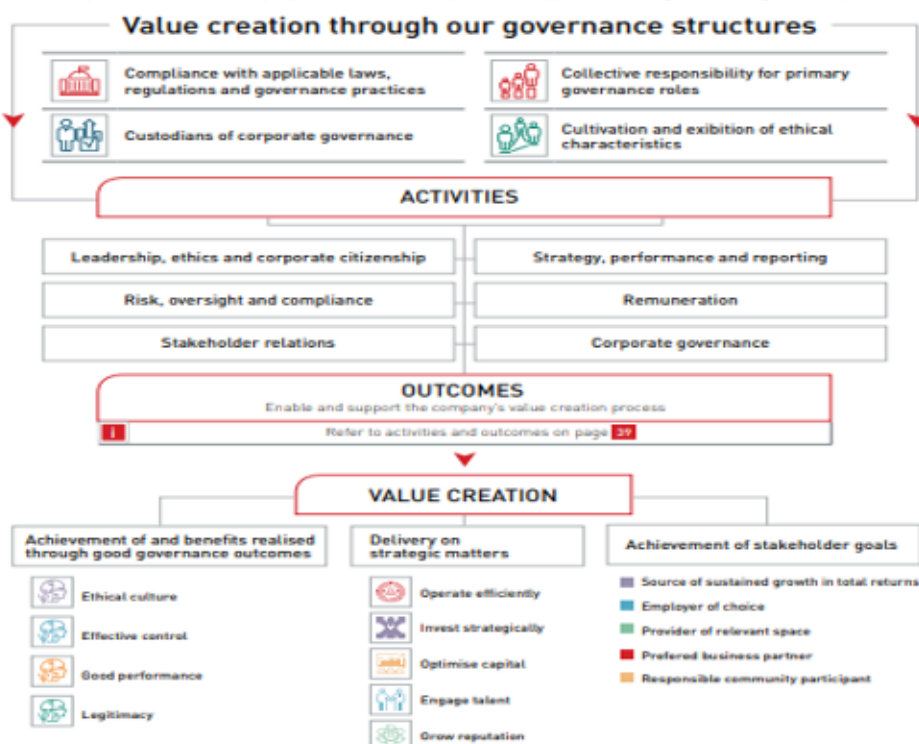 Value creation through our governance structures
Compliance with applicable laws,
regulations and governance practices
Collective responsibility for primary
governance roles
Custodians of corporate governance
Cultivation and exibition of ethical
characteristics
ACTIVITIES
Leadership, ethics and corporate citizenship
Strategy, performance and reporting
Risk, oversight and compliance
Remuneration
Stakeholder relations
Corporate governance
OUTCOMES
Enable and support the company's value creation process
i
Refer to activities and outcomes on page 39
VALUE CREATION
Achievement of and benefits realised
through good governance outcomes
Ethical culture
Effective control
Good performance
Legitimacy
Delivery on
strategic matters
Operate efficiently
Invest strategically
Optimise capital
Engage talent
Grow reputation
Achievement of stakeholder goals
Source of sustained growth in total returns
Employer of choice
Provider of relevant space
Prefered business partner
Responsible community participant